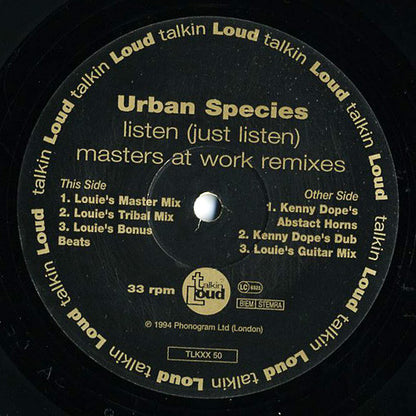 talkin Loud talkin Loud talkin Loud talkin Loud talkin Loud talkin Loud talkin Loud talkin Loud talkin Loud
Urban Species
listen (just listen)
masters at work remixes
This Side
1. Louie's Master Mix
2. Louie's Tribal Mix
3. Louie's Bonus
Beats
Other Side
1. Kenny Dope's
Abstact Horns
2. Kenny Dope's Dub
3. Louie's Guitar Mix
33 rpm
talkin
Loud
LC
BIEM STEMRA
℗ 1994 Phonogram Ltd (London)
TLKXX 50